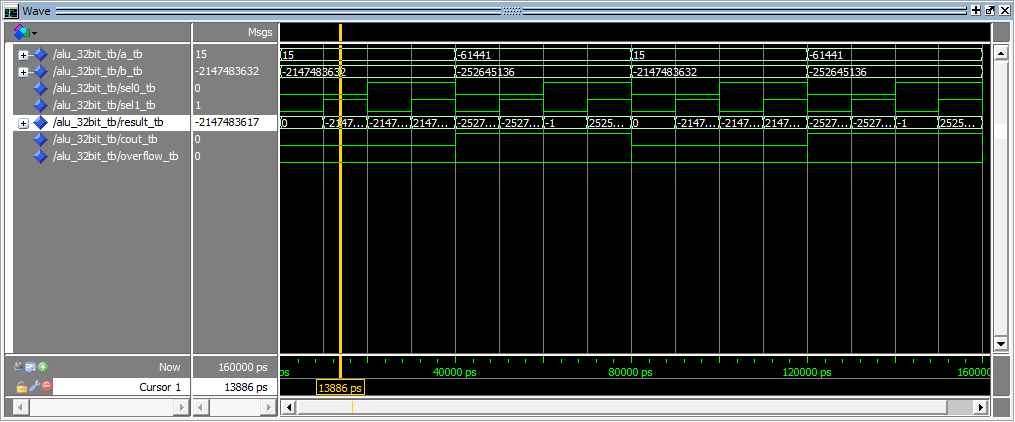 Wave
Msgs
/alu_32bit_tb/a_tb 15 15 -61441 15 -61441
/alu_32bit_tb/b_tb -2147483632 -2147483632 -252645136 -2147483632 -252645136
/alu_32bit_tb/sel0_tb 0
/alu_32bit_tb/sel1_tb 1
/alu_32bit_tb/result_tb -2147483617 0 -2147... -2147... 2147... -2527... -2527... -1 2525... 0 -2147... -2147... 2147... -2527... -2527... -1 2525...
/alu_32bit_tb/cout_tb 0
/alu_32bit_tb/overflow_tb 0
Now 160000 ps ps 40000 ps 80000 ps 120000 ps 160000
Cursor 1 13886 ps 13886 ps